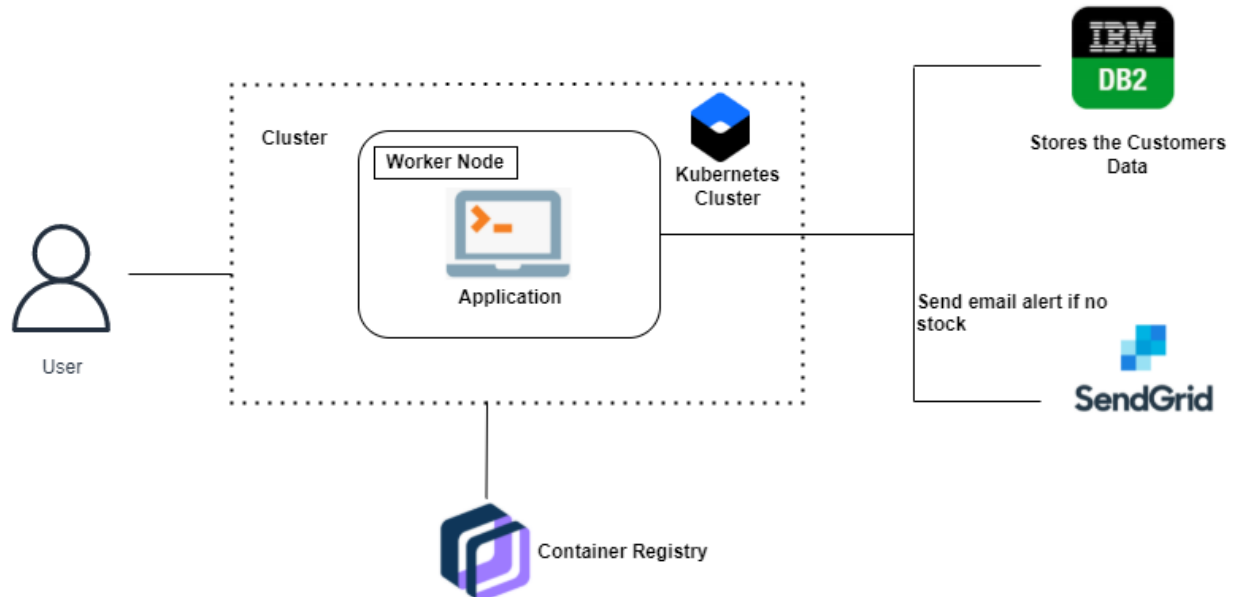 IBM
DB2
Stores the Customers
Data
Cluster
Worker Node
Kubernetes
Cluster
Application
User
Send email alert if no
stock
SendGrid
Container Registry